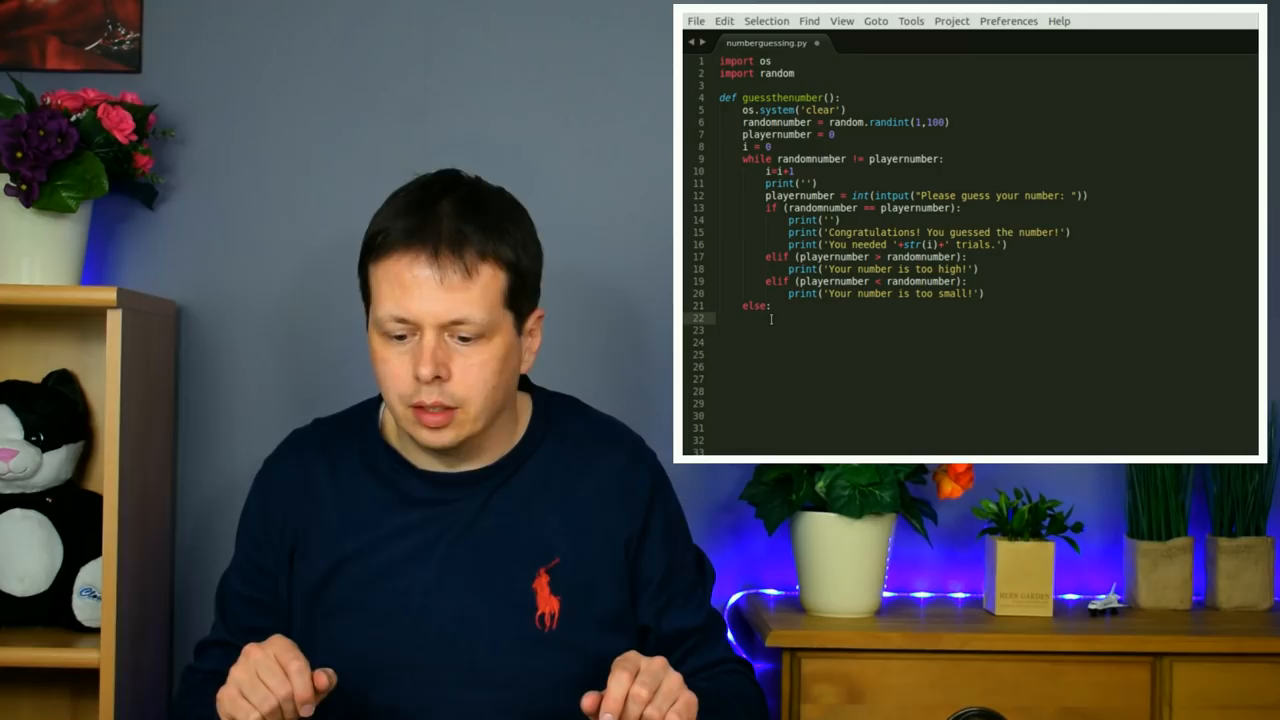 File Edit Selection Find View Goto Tools Project Preferences Help
numberguessing.py
1 import os
2 import random
3
4 def guessthenumber():
5 os.system('clear')
6 randomnumber = random.randint(1,100)
7 playernumber = 0
8 i = 0
9 while randomnumber != playernumber:
10 i=i+1
11 print('')
12 playernumber = int(intput("Please guess your number: "))
13 if (randomnumber == playernumber):
14 print('')
15 print('Congratulations! You guessed the number!')
16 print('You needed '+str(i)+' trials.')
17 elif (playernumber > randomnumber):
18 print('Your number is too high!')
19 elif (playernumber < randomnumber):
20 print('Your number is too small!')
21 else:
22
23
24
25
26
27
28
29
30
31
32
33
HERB GARDEN